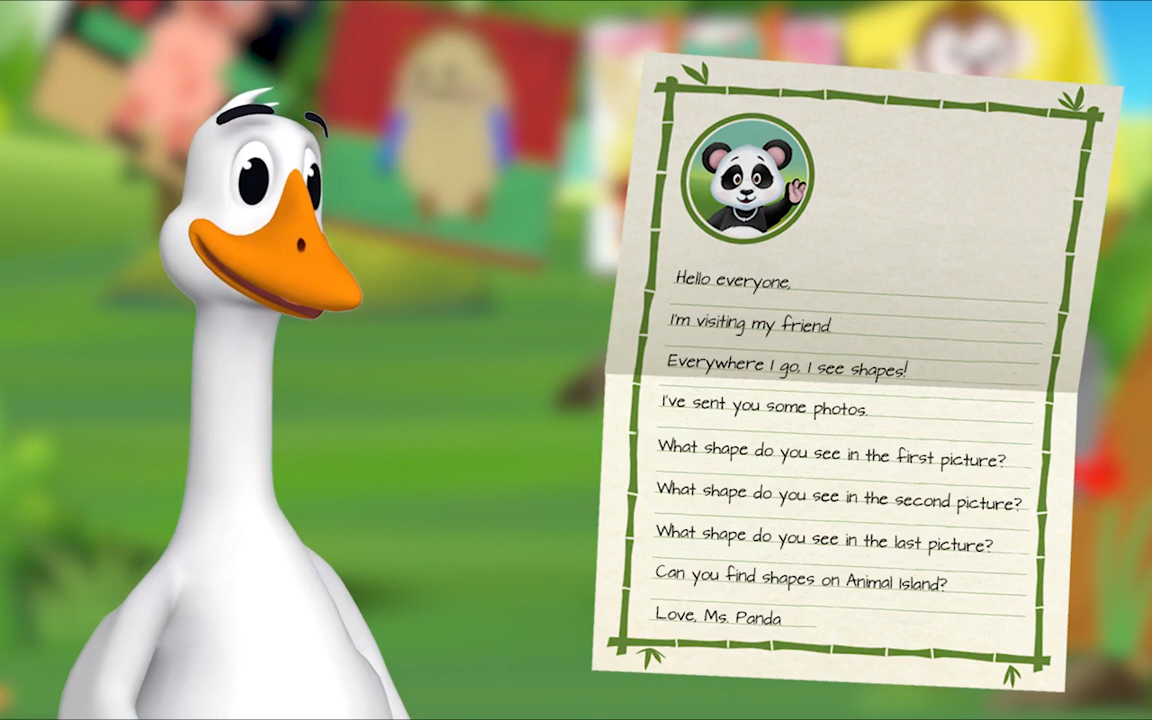 Hello everyone,
I'm visiting my friend.
Everywhere I go, I see shapes!
I've sent you some photos.
What shape do you see in the first picture?
What shape do you see in the second picture?
What shape do you see in the last picture?
Can you find shapes on Animal Island?
Love, Ms. Panda